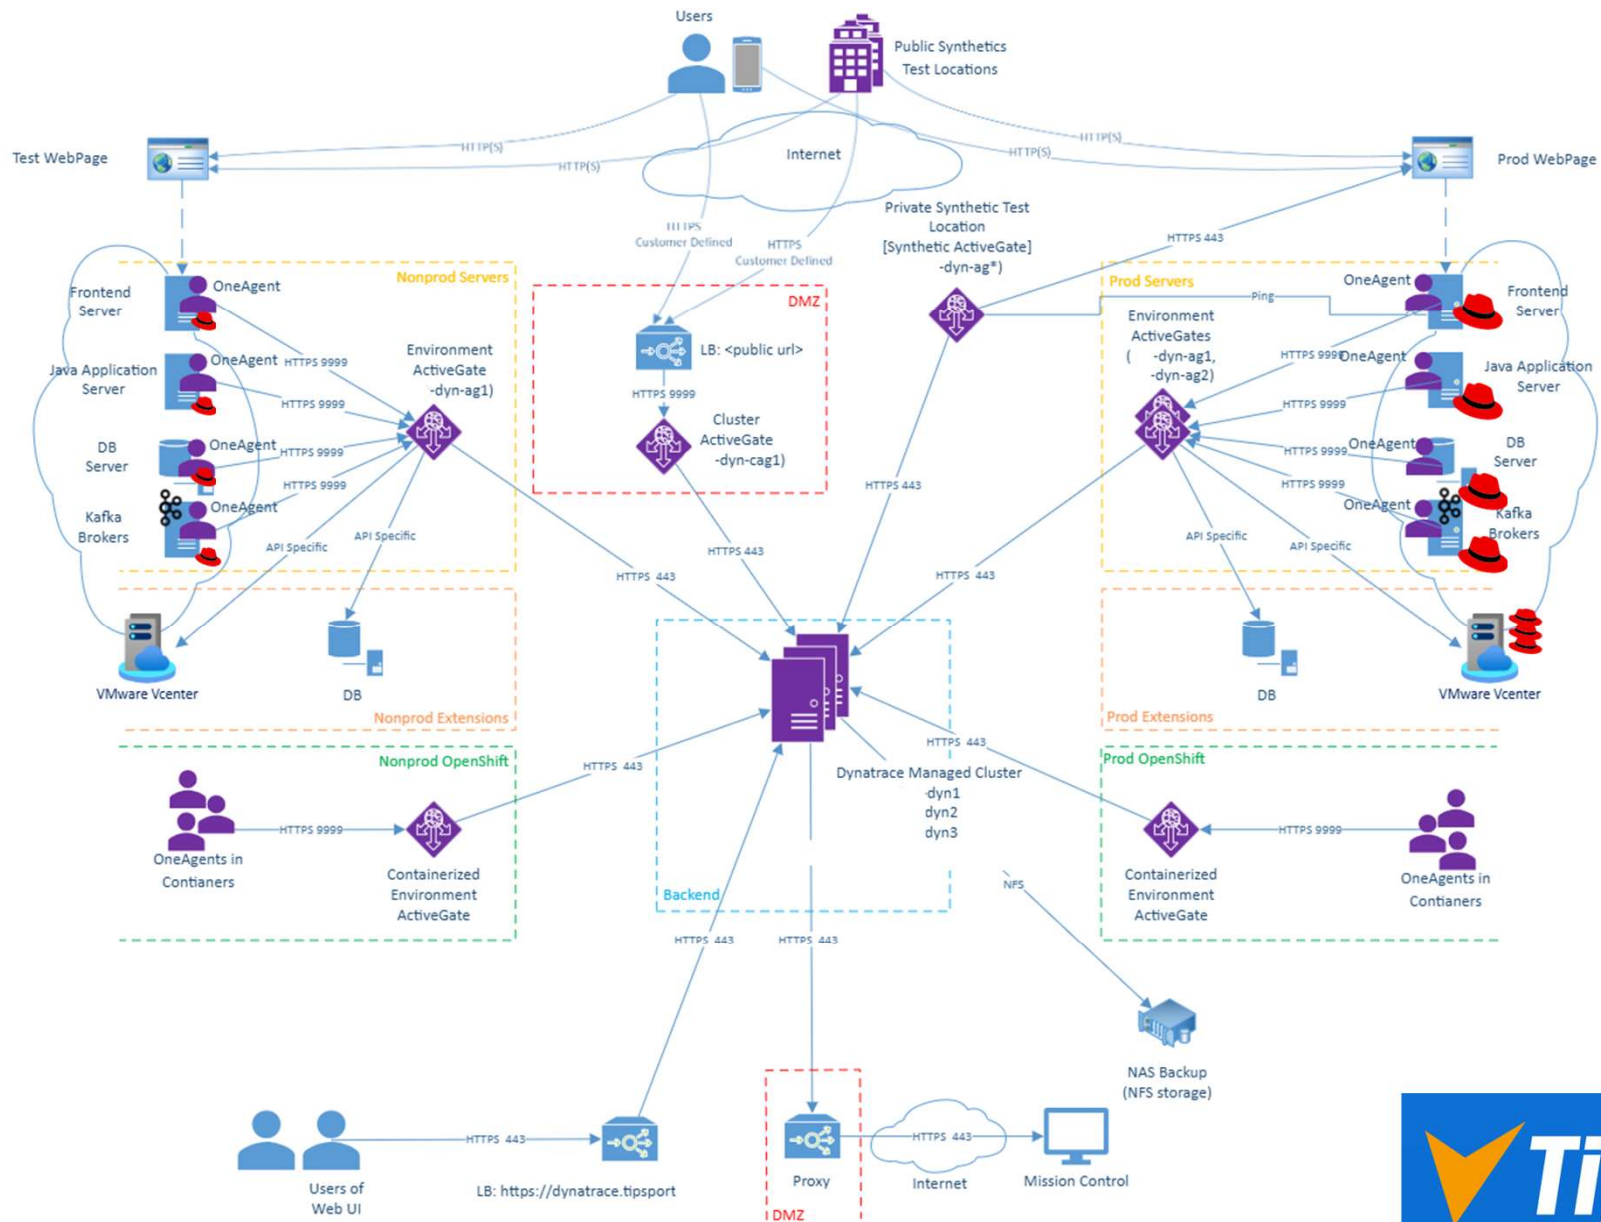 Users
Public Synthetics
Test Locations
HTTP(S)
HTTP(S)
HTTP(S)
HTTP(S)
Internet
Test WebPage
Prod WebPage
HTTPS
Customer Defined
HTTPS
Customer Defined
Private Synthetic Test
Location
[Synthetic ActiveGate]
-dyn-ag*)
HTTPS 443
Nonprod Servers
Frontend
Server
OneAgent
HTTPS 9999
Java Application
Server
OneAgent
HTTPS 9999
DB
Server
OneAgent
HTTPS 9999
HTTPS 9999
Kafka
Brokers
OneAgent
Environment
ActiveGate
-dyn-ag1)
API Specific
API Specific
HTTPS 443
DMZ
LB: <public url>
HTTPS 9999
Cluster
ActiveGate
-dyn-cag1)
HTTPS 443
HTTPS 443
Prod Servers
Ping
Environment
ActiveGates
( -dyn-ag1,
-dyn-ag2)
OneAgent
Frontend
Server
HTTPS 9999
OneAgent
Java Application
Server
HTTPS 9999
OneAgent
DB
Server
HTTPS 9999
HTTPS 9999
OneAgent
Kafka
Brokers
API Specific
API Specific
HTTPS 443
VMware Vcenter
DB
Nonprod Extensions
DB
VMware Vcenter
Prod Extensions
Nonprod OpenShift
HTTPS 443
OneAgents in
Contianers
HTTPS 9999
Containerized
Environment
ActiveGate
Dynatrace Managed Cluster
-dyn1
dyn2
dyn3
Backend
HTTPS 443
Prod OpenShift
HTTPS 9999
Containerized
Environment
ActiveGate
OneAgents in
Contianers
HTTPS 443
HTTPS 443
NFS
NAS Backup
(NFS storage)
Users of
Web UI
HTTPS 443
LB: https://dynatrace.tipsport
Proxy
DMZ
HTTPS 443
Internet
Mission Control
Ti